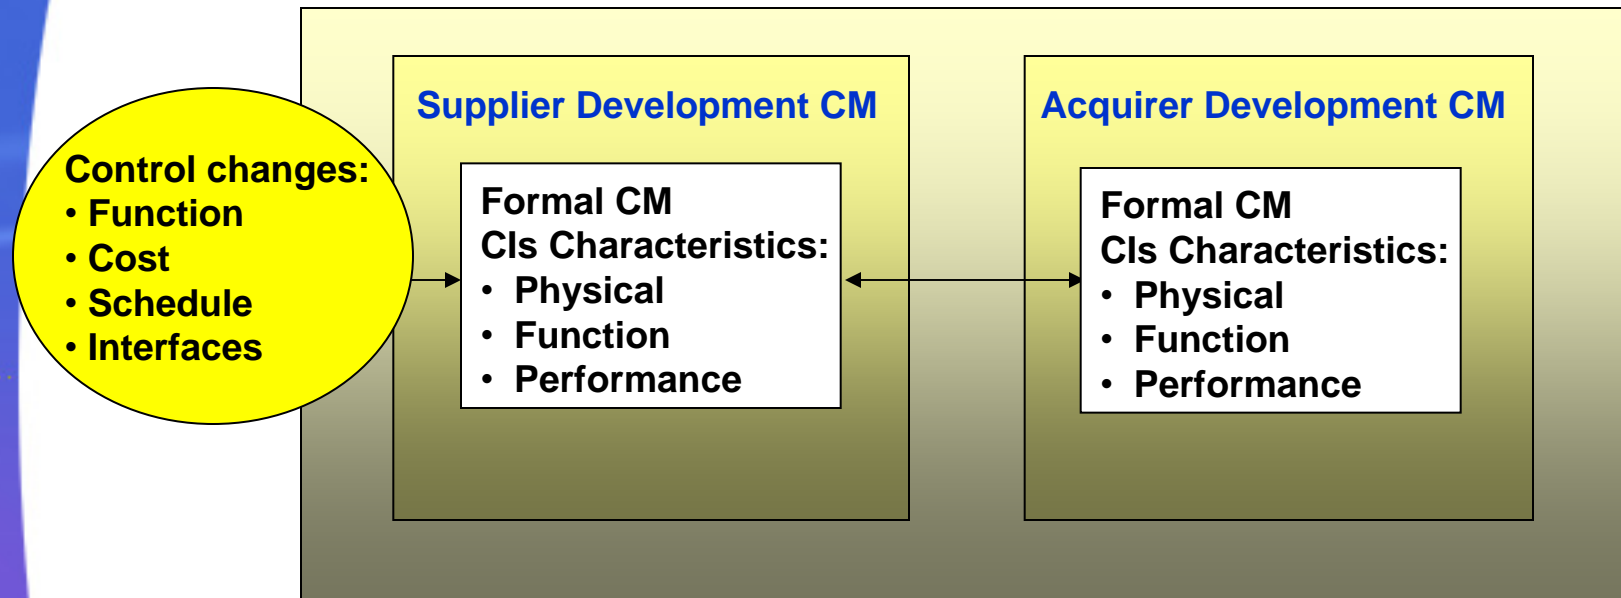 Control changes:
• Function
• Cost
• Schedule
• Interfaces
Supplier Development CM
Formal CM
CIs Characteristics:
• Physical
• Function
• Performance
Acquirer Development CM
Formal CM
CIs Characteristics:
• Physical
• Function
• Performance